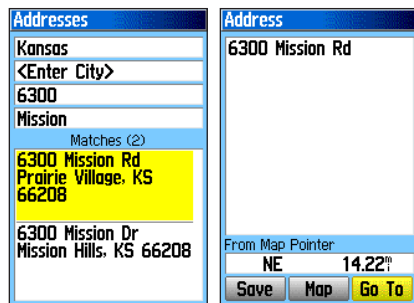 Addresses
Kansas
<Enter City>
6300
Mission
Matches (2)
6300 Mission Rd
Prairie Village, KS
66208
6300 Mission Dr
Mission Hills, KS 66208
Address
6300 Mission Rd
From Map Pointer
NE 14.22mi
Save Map Go To